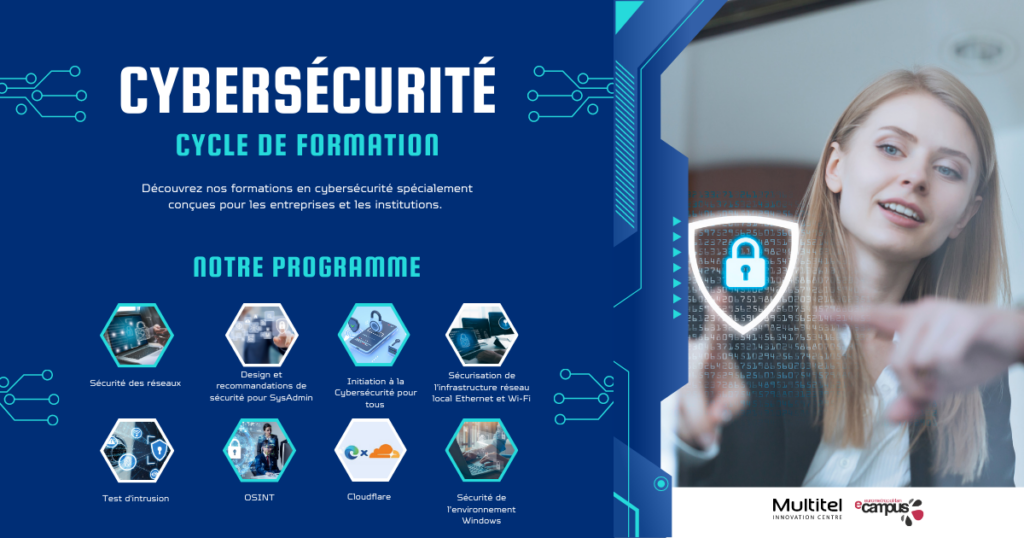 CYBERSÉCURITÉ
CYCLE DE FORMATION
Découvrez nos formations en cybersécurité spécialement
conçues pour les entreprises et les institutions.
NOTRE PROGRAMME
Sécurité des réseaux
Design et
recommandations de
sécurité pour SysAdmin
Initiation à la
Cybersécurité pour
tous
Sécurisation de
l'infrastructure réseau
local Ethernet et Wi-Fi
Test d'intrusion
OSINT
Cloudflare
Sécurité de
l'environnement
Windows
Multitel
INNOVATION CENTRE
eurometropolitan
ecampus